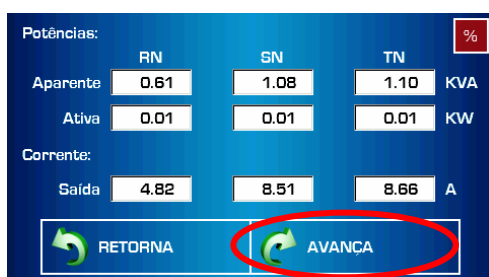 Potências: %
RN SN TN
Aparente 0.61 1.08 1.10 KVA
Ativa 0.01 0.01 0.01 KW
Corrente:
Saída 4.82 8.51 8.66 A
RETORNA AVANÇA